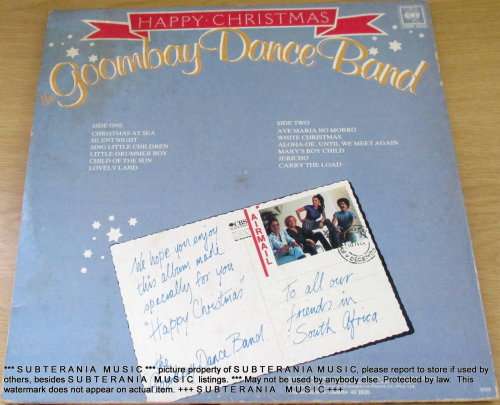 HAPPY·CHRISTMAS
CBS
the Goombay Dance Band
SIDE ONE
CHRISTMAS AT SEA
SILENT NIGHT
SING LITTLE CHILDREN
LITTLE DRUMMER BOY
CHILD OF THE SUN
LOVELY LAND
SIDE TWO
AVE MARIA NO MORRO
WHITE CHRISTMAS
ALOHA-OE, UNTIL WE MEET AGAIN
MARY'S BOY CHILD
JERICHO
CARRY THE LOAD
We hope you enjoy
this album made
specially for you
"Happy Christmas"
Dance Band
CBS
AIRMAIL
To all our
friends in
South Africa
*** SUBTERANIA MUSIC *** picture property of SUBTERANIA MUSIC, please report to store if used by
others, besides SUBTERANIA MUSIC listings. *** May not be used by anybody else. Protected by law. This
watermark does not appear on actual item. +++ SUBTERANIA MUSIC +++